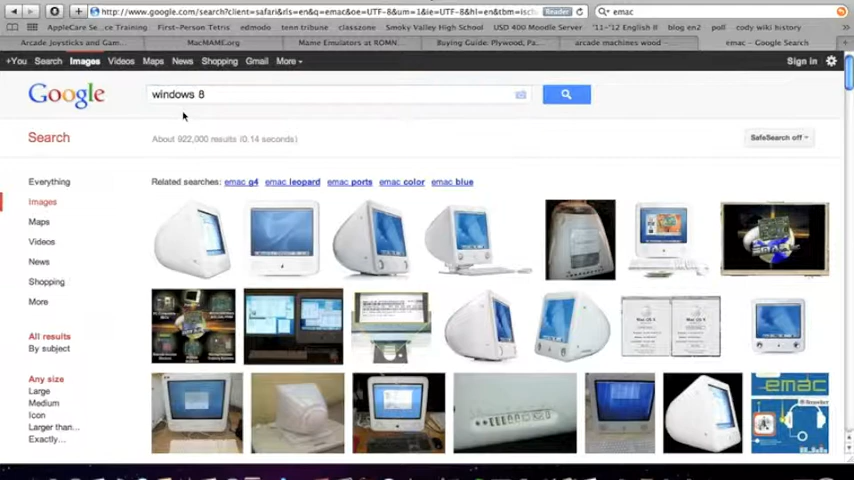 http://www.google.com/search?client=safari&rls=en&q=emac&oe=UTF-8&um=1&ie=UTF-8&hl=en&tbm=isch
Reader
emac
AppleCare Se...Training
First-Person Tetris
edmodo
tenn tribune
classzone
Smoky Valley High School
USD 400 Moodle Server
'11-'12 English II
blog en2
poll
cody wiki history
Arcade Joysticks and Gam...
MacMAME.org
Mame Emulators at ROMN...
Buying Guide: Plywood, Pa...
arcade machines wood -
emac - Google Search
+You Search Images Videos Maps News Shopping Gmail More
Sign in
Google
windows 8
Search
About 922,000 results (0.14 seconds)
SafeSearch off
Everything
Related searches: emac g4 emac leopard emac ports emac color emac blue
Images
Maps
Videos
News
Shopping
More
All results
By subject
Any size
Large
Medium
Icon
Larger than...
Exactly...
emac